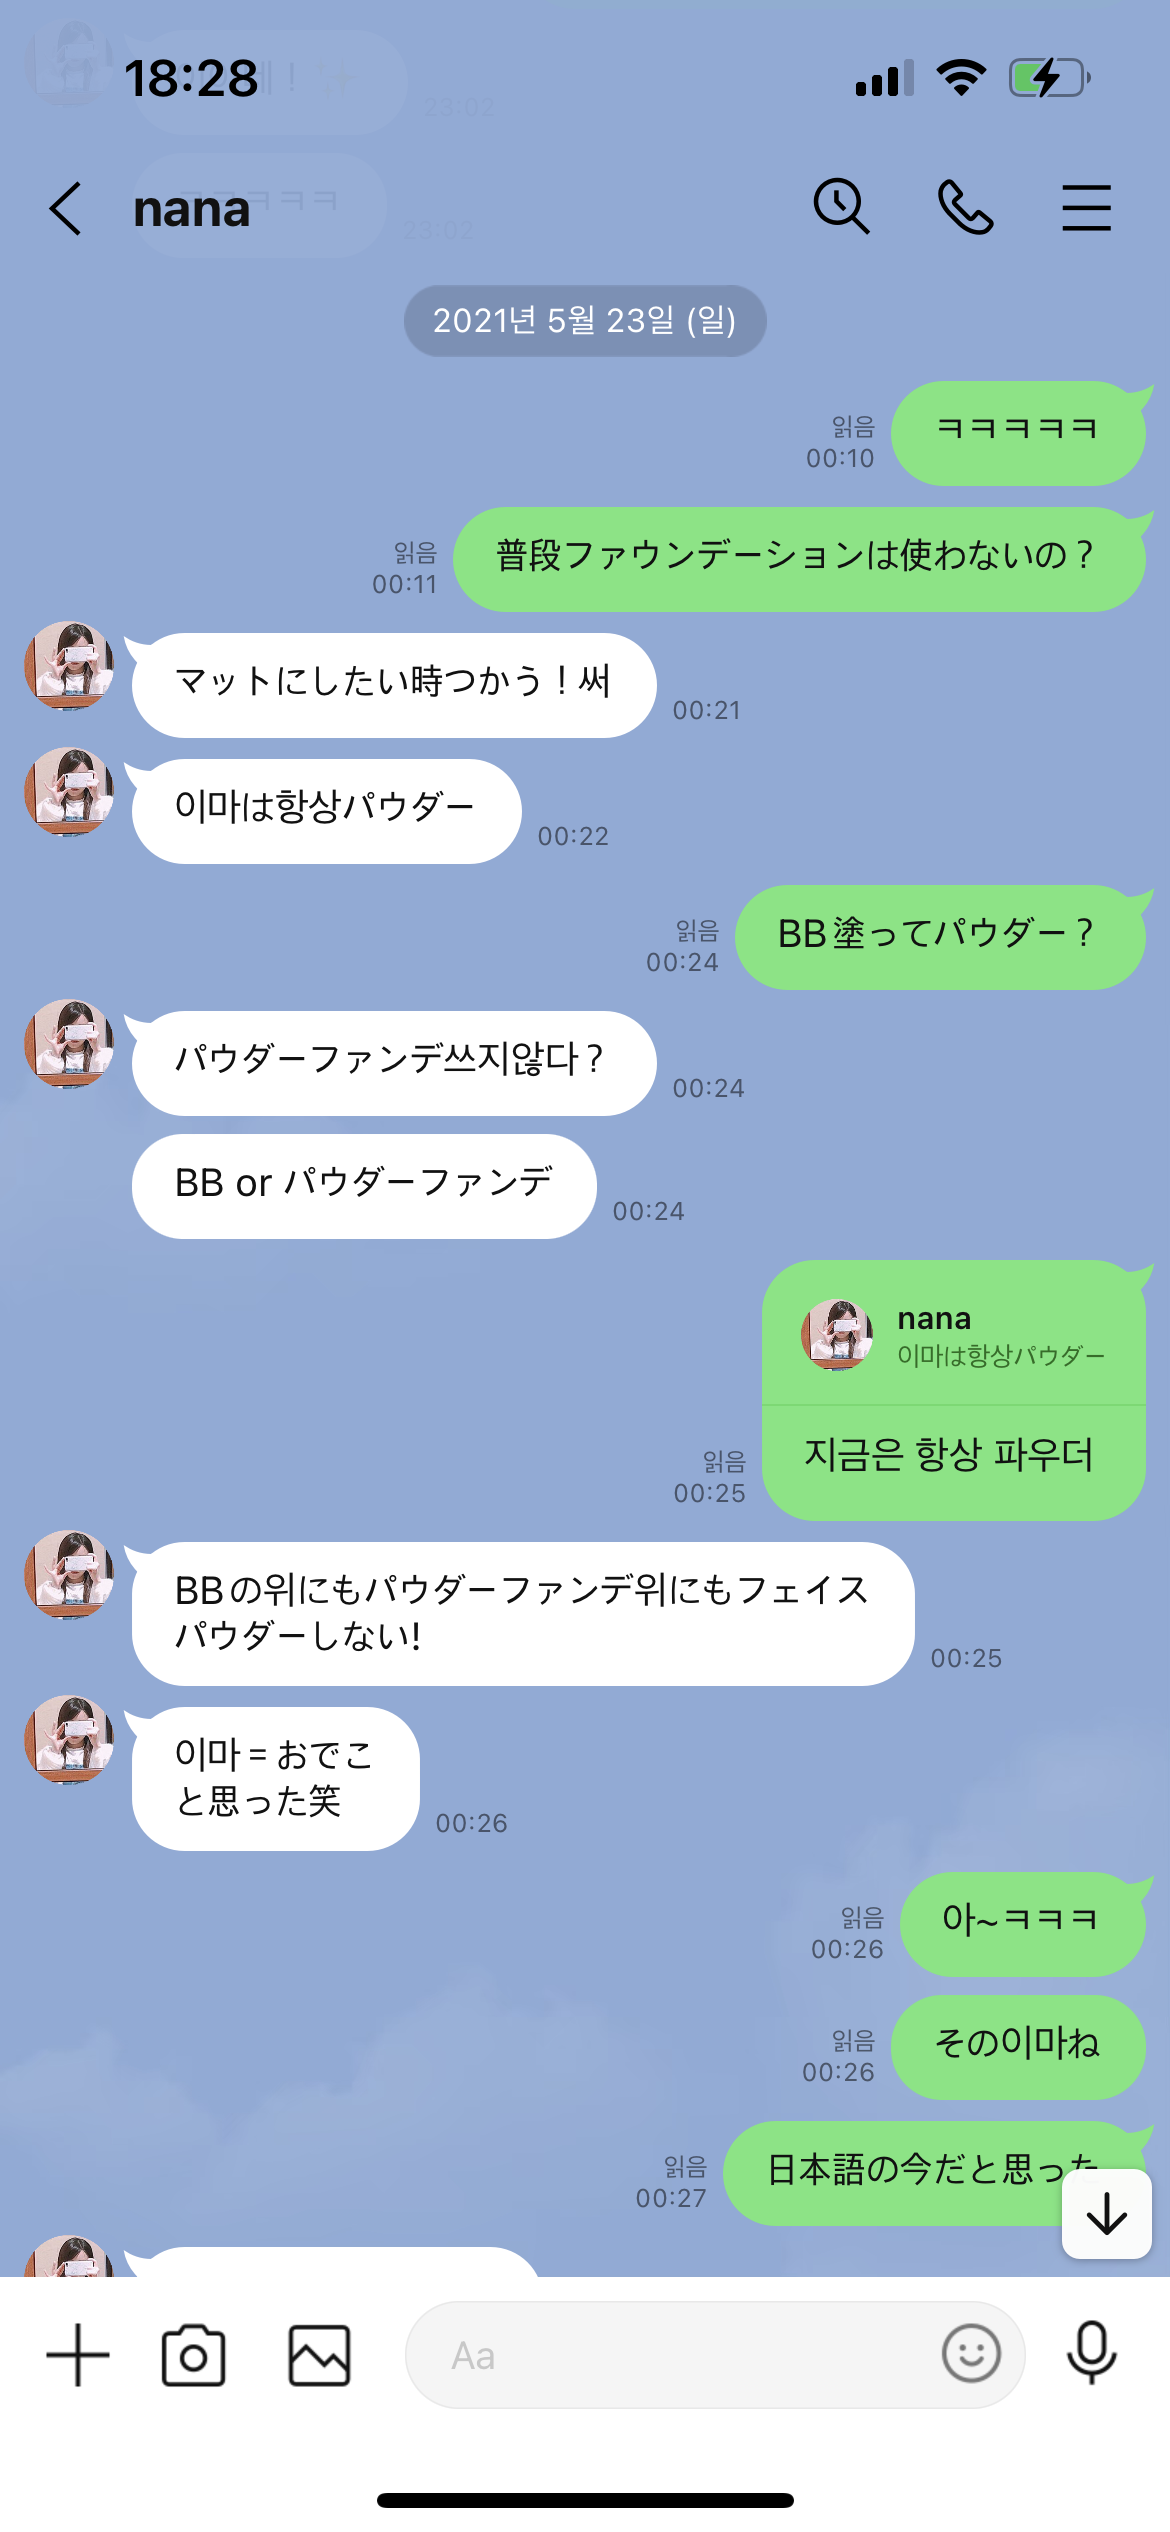 18:28
23:02
nana
ㅋㅋㅋㅋㅋ
23:02
2021년 5월 23일 (일)
ㅋㅋㅋㅋㅋ
읽음
00:10
普段ファウンデーションは使わないの？
읽음
00:11
マットにしたい時つかう！써
00:21
이마は항상パウダー
00:22
BB塗ってパウダー？
읽음
00:24
パウダーファンデ쓰지않다？
00:24
BB or パウダーファンデ
00:24
nana
이마は항상パウダー
지금은 항상 파우더
읽음
00:25
BBの위にもパウダーファンデ위にもフェイス
パウダーしない!
00:25
이마 = おでこ
と思った笑
00:26
아~ㅋㅋㅋ
읽음
00:26
その이마ね
읽음
00:26
日本語の今だと思った
읽음
00:27
Aa